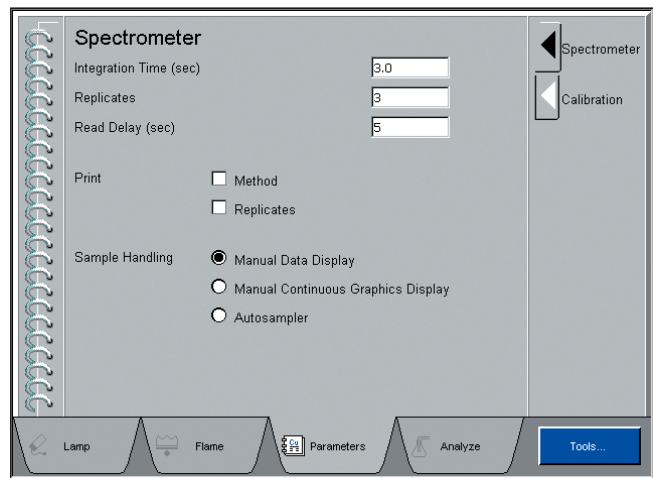 Spectrometer
Integration Time (sec) 3.0
Replicates 3
Read Delay (sec) 5
Print Method
Replicates
Sample Handling Manual Data Display
Manual Continuous Graphics Display
Autosampler
Spectrometer
Calibration
Lamp Flame Cu Parameters Analyze Tools...